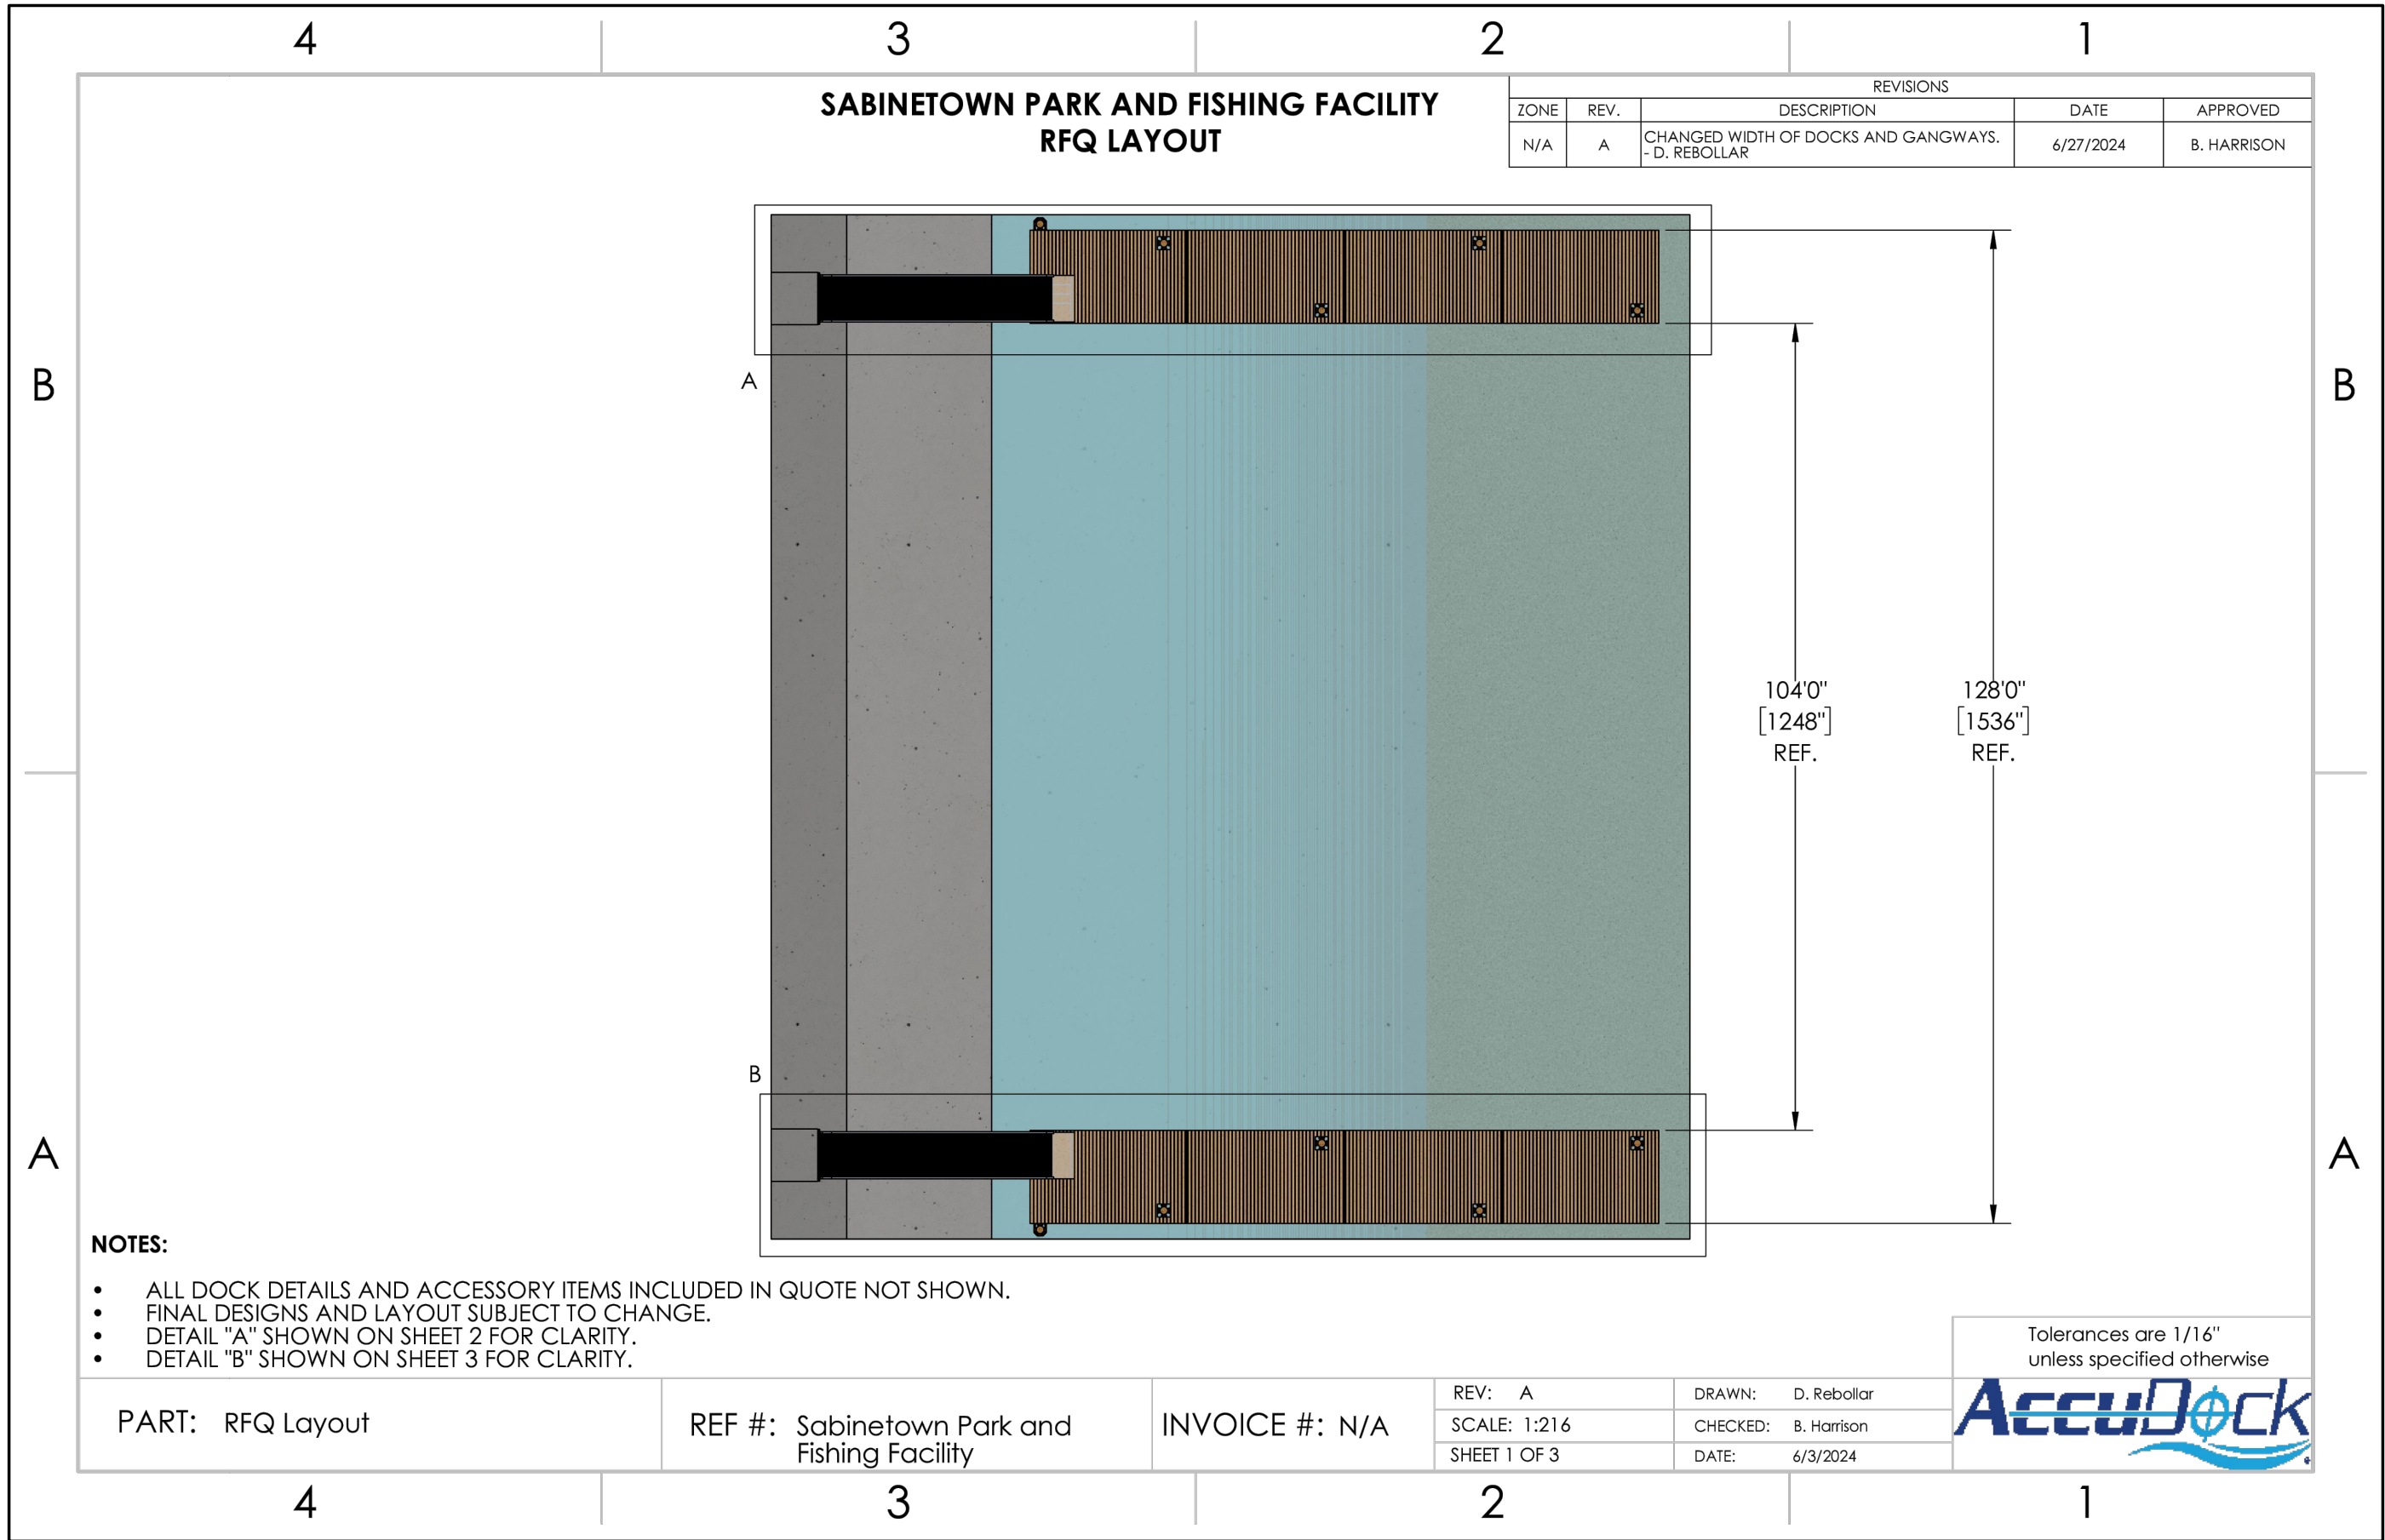 4 3 2 1
SABINETOWN PARK AND FISHING FACILITY
RFQ LAYOUT
REVISIONS
ZONE REV. DESCRIPTION DATE APPROVED
N/A A CHANGED WIDTH OF DOCKS AND GANGWAYS.
- D. REBOLLAR 6/27/2024 B. HARRISON
B B
A
104'0" 128'0"
[1248"] [1536"]
REF. REF.
B
A A
NOTES:
• ALL DOCK DETAILS AND ACCESSORY ITEMS INCLUDED IN QUOTE NOT SHOWN.
• FINAL DESIGNS AND LAYOUT SUBJECT TO CHANGE.
• DETAIL "A" SHOWN ON SHEET 2 FOR CLARITY.
• DETAIL "B" SHOWN ON SHEET 3 FOR CLARITY.
Tolerances are 1/16"
unless specified otherwise
PART: RFQ Layout
REF #: Sabinetown Park and
Fishing Facility
INVOICE #: N/A
REV: A
SCALE: 1:216
SHEET 1 OF 3
DRAWN: D. Rebollar
CHECKED: B. Harrison
DATE: 6/3/2024
AccuDock
4 3 2 1